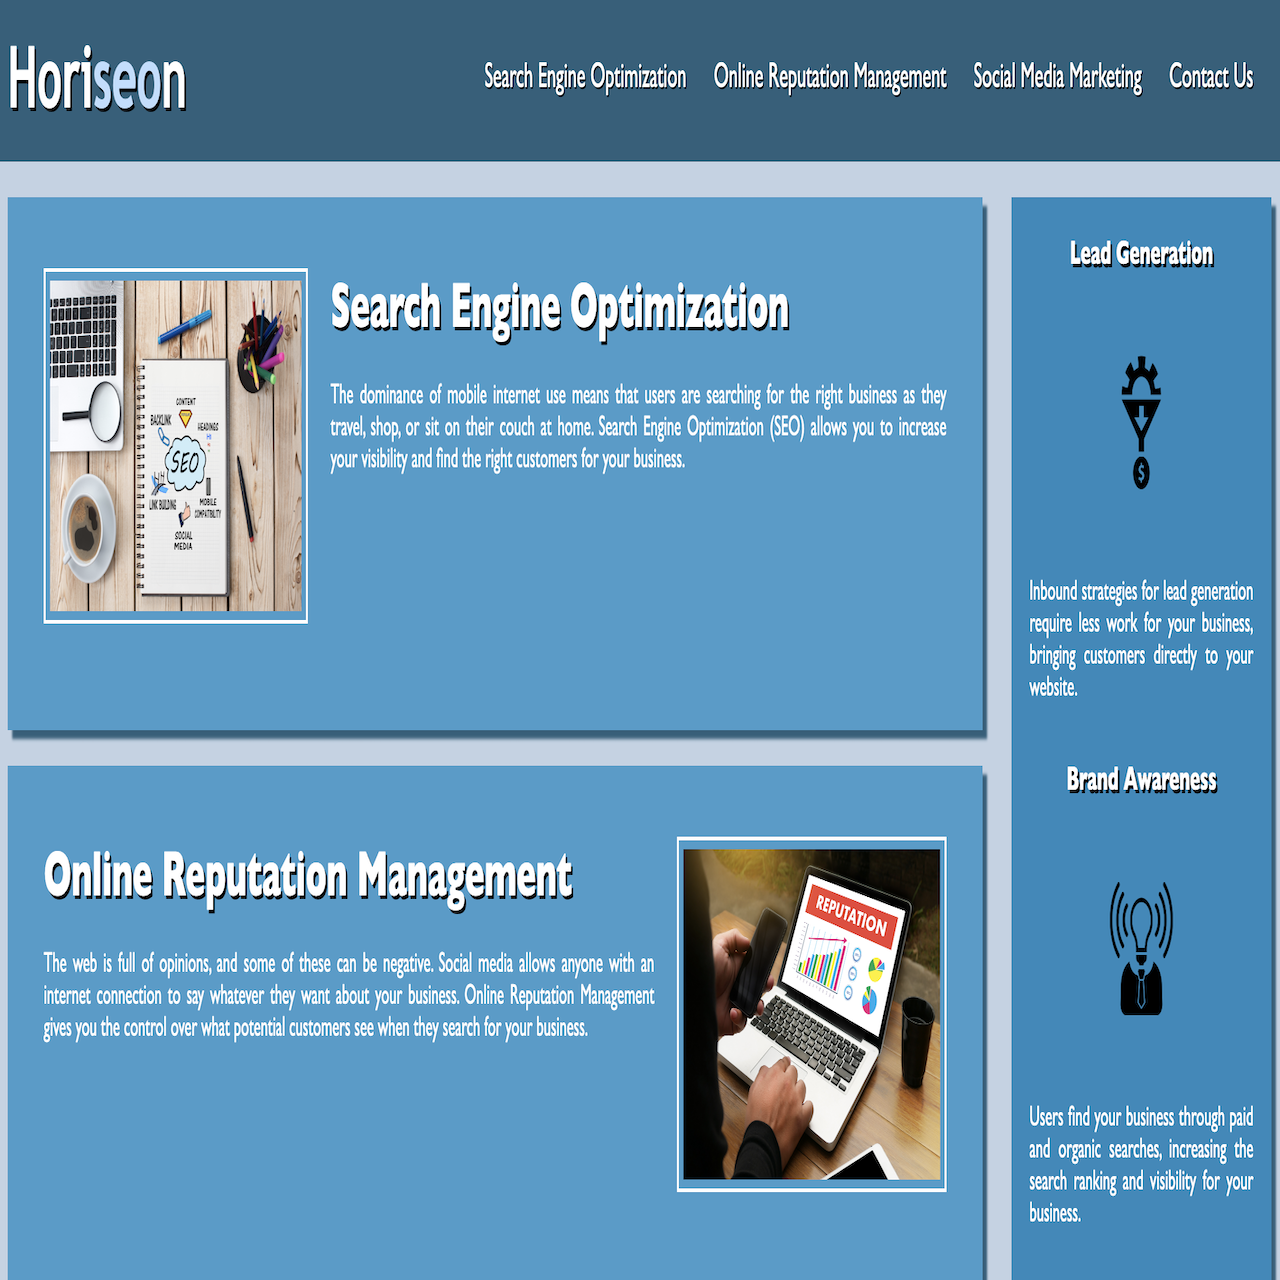 Horiseon
Search Engine Optimization
Online Reputation Management
Social Media Marketing
Contact Us
CONTENT
BACKLINK
HEADINGS
SEO
LINK BUILDING
MOBILE
COMPATIBILITY
SOCIAL
MEDIA
Search Engine Optimization
The dominance of mobile internet use means that users are searching for the right business as they
travel, shop, or sit on their couch at home. Search Engine Optimization (SEO) allows you to increase
your visibility and find the right customers for your business.
Online Reputation Management
The web is full of opinions, and some of these can be negative. Social media allows anyone with an
internet connection to say whatever they want about your business. Online Reputation Management
gives you the control over what potential customers see when they search for your business.
REPUTATION
Lead Generation
$
Inbound strategies for lead generation
require less work for your business,
bringing customers directly to your
website.
Brand Awareness
Users find your business through paid
and organic searches, increasing the
search ranking and visibility for your
business.